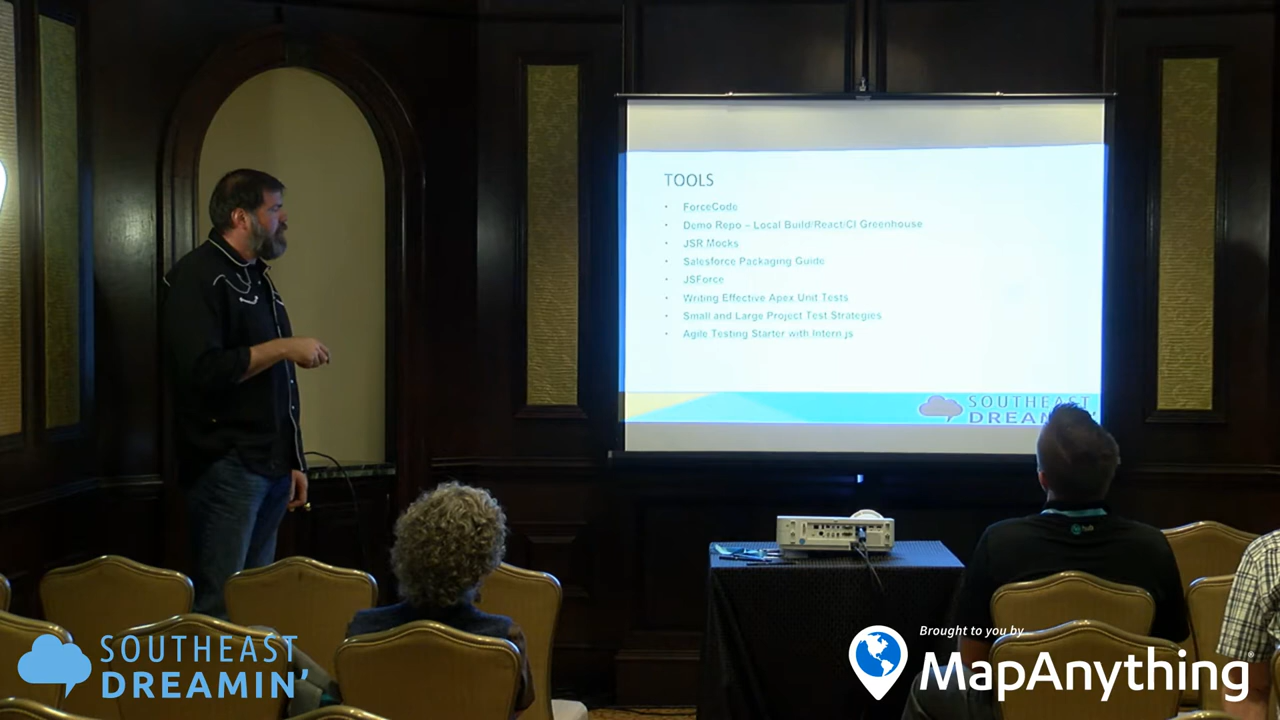 TOOLS
ForceCode
Demo Repo – Local Build/React/CI Greenhouse
JSR Mocks
Salesforce Packaging Guide
JSForce
Writing Effective Apex Unit Tests
Small and Large Project Test Strategies
Agile Testing Starter with Intern.js
SOUTHEAST
SOUTHEAST
DREAMIN'
Brought to you by
MapAnything